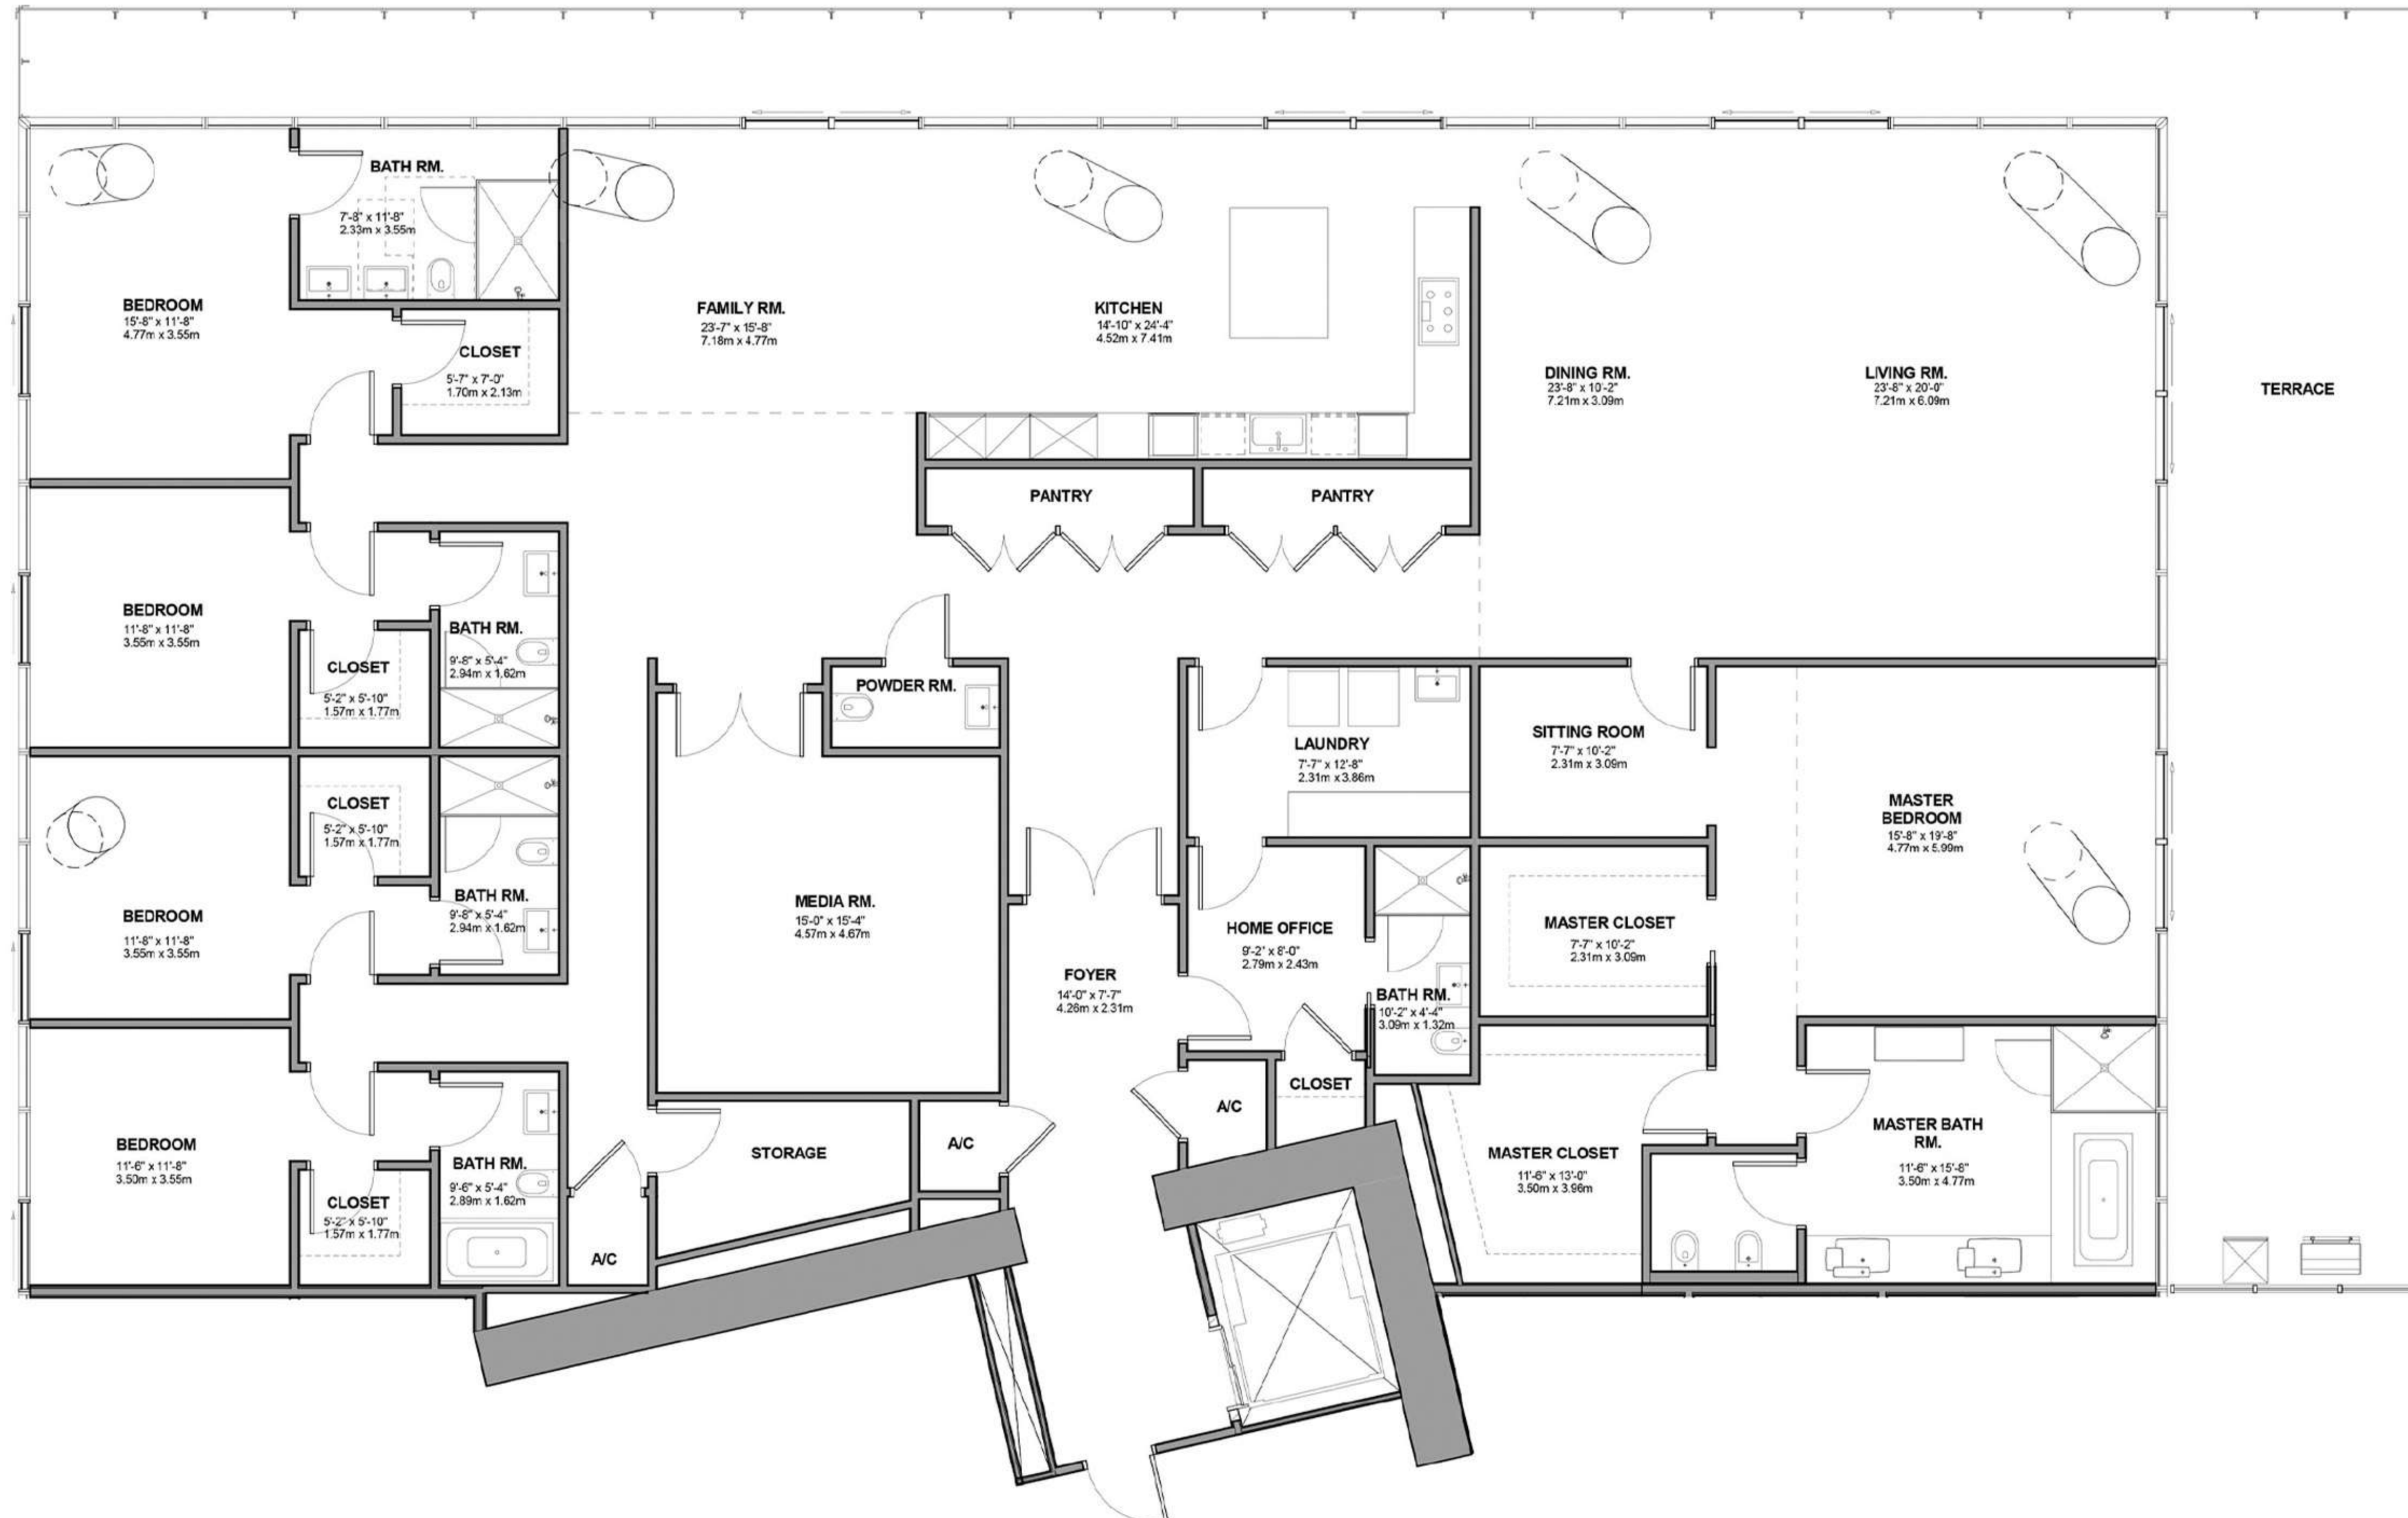 BATH RM.
7'-8" x 11'-8"
2.33m x 3.55m
BEDROOM
15'-8" x 11'-8"
4.77m x 3.55m
CLOSET
5'-7" x 7'-0"
1.70m x 2.13m
FAMILY RM.
23'-7" x 15'-8"
7.18m x 4.77m
KITCHEN
14'-10" x 24'-4"
4.52m x 7.41m
DINING RM.
23'-8" x 10'-2"
7.21m x 3.09m
LIVING RM.
23'-8" x 20'-0"
7.21m x 6.09m
TERRACE
PANTRY
PANTRY
BEDROOM
11'-8" x 11'-8"
3.55m x 3.55m
BATH RM.
9'-8" x 5'-4"
2.94m x 1.62m
CLOSET
5'-2" x 5'-10"
1.57m x 1.77m
POWDER RM.
LAUNDRY
7'-7" x 12'-8"
2.31m x 3.86m
SITTING ROOM
7'-7" x 10'-2"
2.31m x 3.09m
MASTER
BEDROOM
15'-8" x 19'-8"
4.77m x 5.99m
CLOSET
5'-2" x 5'-10"
1.57m x 1.77m
BATH RM.
9'-8" x 5'-4"
2.94m x 1.62m
BEDROOM
11'-8" x 11'-8"
3.55m x 3.55m
MEDIA RM.
15'-0" x 15'-4"
4.57m x 4.67m
HOME OFFICE
9'-2" x 8'-0"
2.79m x 2.43m
MASTER CLOSET
7'-7" x 10'-2"
2.31m x 3.09m
FOYER
14'-0" x 7'-7"
4.26m x 2.31m
BATH RM.
10'-2" x 4'-4"
3.09m x 1.32m
CLOSET
A/C
A/C
STORAGE
BEDROOM
11'-6" x 11'-8"
3.50m x 3.55m
BATH RM.
9'-6" x 5'-4"
2.89m x 1.62m
CLOSET
5'-2" x 5'-10"
1.57m x 1.77m
A/C
MASTER CLOSET
11'-6" x 13'-0"
3.50m x 3.96m
MASTER BATH
RM.
11'-6" x 15'-8"
3.50m x 4.77m